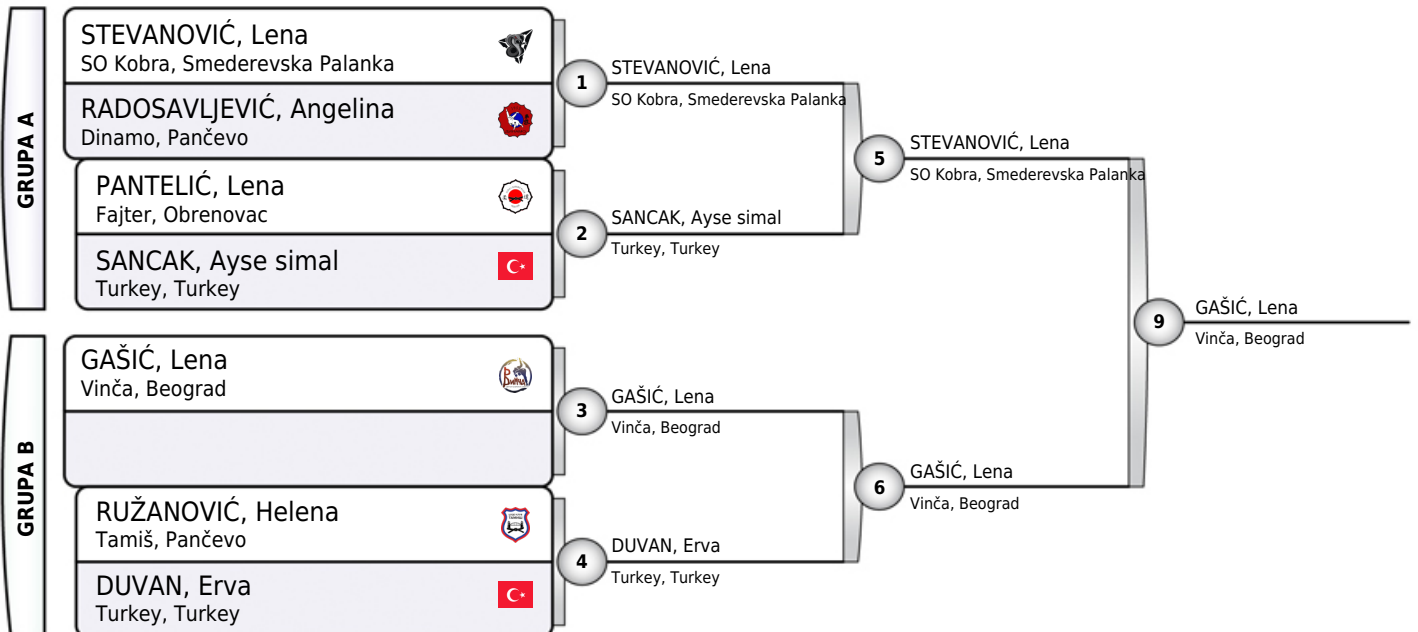 GRUPA A
STEVANOVIĆ, Lena
SO Kobra, Smederevska Palanka
RADOSAVLJEVIĆ, Angelina
Dinamo, Pančevo
PANTELIĆ, Lena
Fajter, Obrenovac
SANCAK, Ayse simal
Turkey, Turkey
1
STEVANOVIĆ, Lena
SO Kobra, Smederevska Palanka
2
SANCAK, Ayse simal
Turkey, Turkey
5
STEVANOVIĆ, Lena
SO Kobra, Smederevska Palanka
GRUPA B
GAŠIĆ, Lena
Vinča, Beograd
RUŽANOVIĆ, Helena
Tamiš, Pančevo
DUVAN, Erva
Turkey, Turkey
3
GAŠIĆ, Lena
Vinča, Beograd
4
DUVAN, Erva
Turkey, Turkey
6
GAŠIĆ, Lena
Vinča, Beograd
9
GAŠIĆ, Lena
Vinča, Beograd